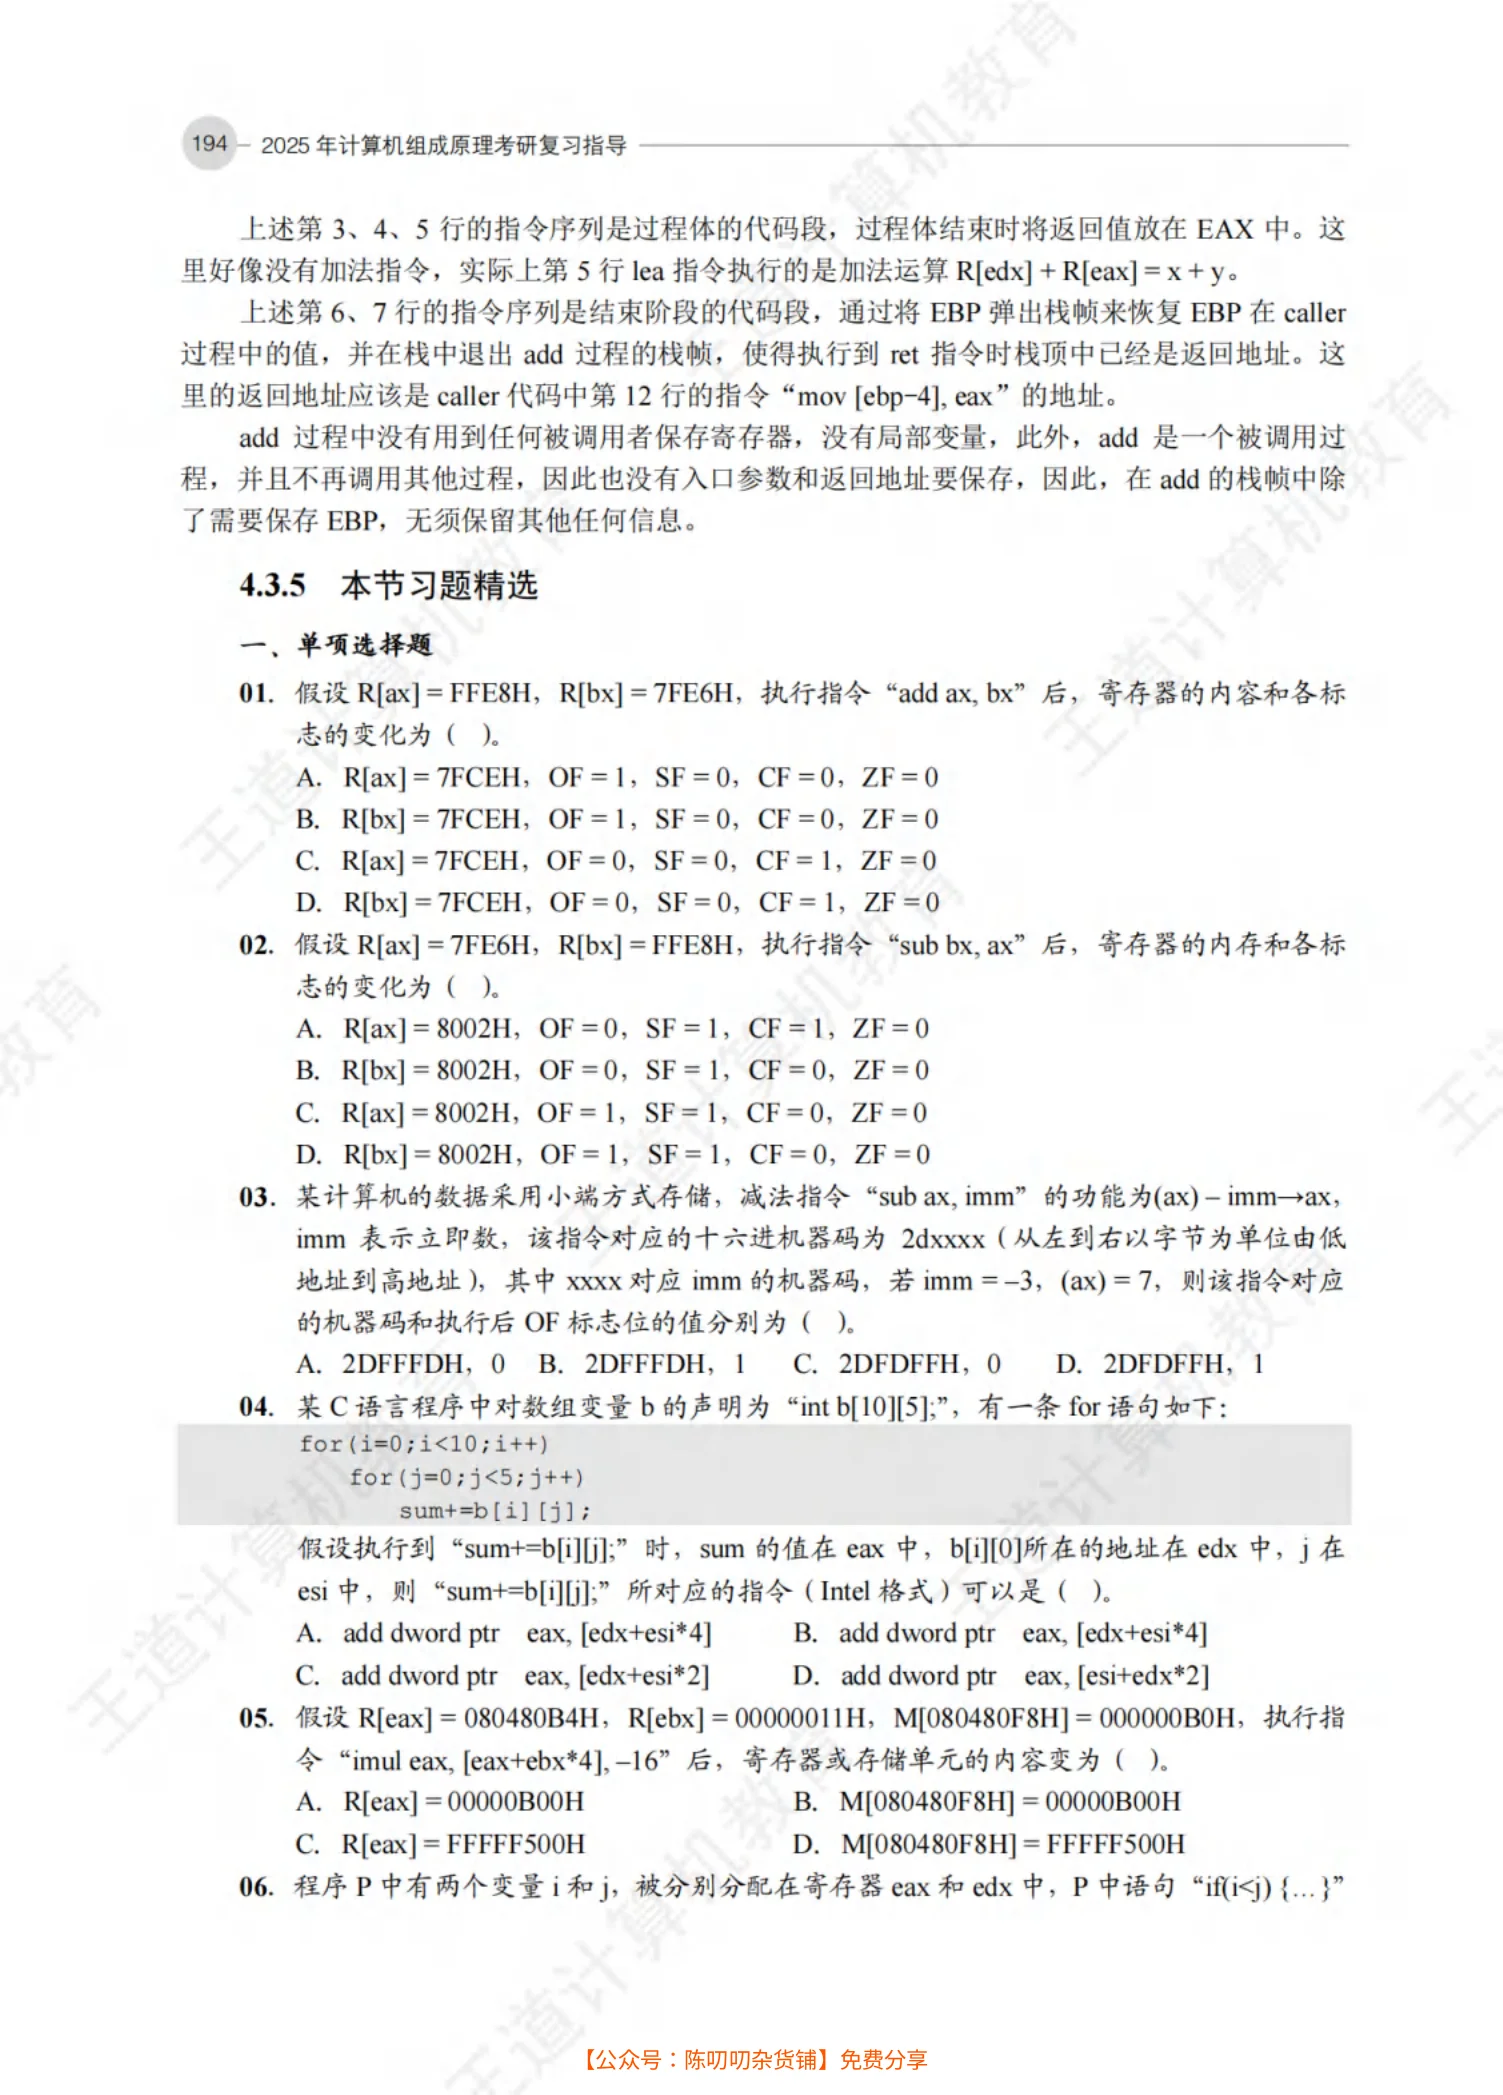 194 2025 年计算机组成原理考研复习指导
上述第 3、4、5 行的指令序列是过程体的代码段，过程体结束时将返回值放在 EAX 中。这
里好像没有加法指令，实际上第 5 行 lea 指令执行的是加法运算 R[edx] + R[eax] = x + y。
上述第 6、7 行的指令序列是结束阶段的代码段，通过将 EBP 弹出栈帧来恢复 EBP 在 caller
过程中的值，并在栈中退出 add 过程的栈帧，使得执行到 ret 指令时栈顶中已经是返回地址。这
里的返回地址应该是 caller 代码中第 12 行的指令“mov [ebp−4], eax”的地址。
add 过程中没有用到任何被调用者保存寄存器，没有局部变量，此外，add 是一个被调用过
程，并且不再调用其他过程，因此也没有入口参数和返回地址要保存，因此，在 add 的栈帧中除
了需要保存 EBP，无须保留其他任何信息。
4.3.5 本节习题精选
一、单项选择题
01. 假设 R[ax] = FFE8H，R[bx] = 7FE6H，执行指令“add ax, bx”后，寄存器的内容和各标
志的变化为（ ）。
A. R[ax] = 7FCEH，OF = 1，SF = 0，CF = 0，ZF = 0
B. R[bx] = 7FCEH，OF = 1，SF = 0，CF = 0，ZF = 0
C. R[ax] = 7FCEH，OF = 0，SF = 0，CF = 1，ZF = 0
D. R[bx] = 7FCEH，OF = 0，SF = 0，CF = 1，ZF = 0
02. 假设 R[ax] = 7FE6H，R[bx] = FFE8H，执行指令“sub bx, ax”后，寄存器的内存和各标
志的变化为（ ）。
A. R[ax] = 8002H，OF = 0，SF = 1，CF = 1，ZF = 0
B. R[bx] = 8002H，OF = 0，SF = 1，CF = 0，ZF = 0
C. R[ax] = 8002H，OF = 1，SF = 1，CF = 0，ZF = 0
D. R[bx] = 8002H，OF = 1，SF = 1，CF = 0，ZF = 0
03. 某计算机的数据采用小端方式存储，减法指令“sub ax, imm”的功能为(ax) – imm→ax，
imm 表示立即数，该指令对应的十六进机器码为 2dxxxx（从左到右以字节为单位由低
地址到高地址），其中 xxxx 对应 imm 的机器码，若 imm = –3，(ax) = 7，则该指令对应
的机器码和执行后 OF 标志位的值分别为（ ）。
A. 2DFFFDH，0 B. 2DFFFDH，1 C. 2DFDFFH，0 D. 2DFDFFH，1
04. 某 C 语言程序中对数组变量 b 的声明为“int b[10][5];”，有一条 for 语句如下：
for(i=0;i<10;i++)
for(j=0;j<5;j++)
sum+=b[i][j];
假设执行到“sum+=b[i][j];”时，sum 的值在 eax 中，b[i][0]所在的地址在 edx 中，j 在
esi 中，则“sum+=b[i][j];”所对应的指令（Intel 格式）可以是（ ）。
A. add dword ptr eax, [edx+esi*4] B. add dword ptr eax, [edx+esi*4]
C. add dword ptr eax, [edx+esi*2] D. add dword ptr eax, [esi+edx*2]
05. 假设 R[eax] = 080480B4H，R[ebx] = 00000011H，M[080480F8H] = 000000B0H，执行指
令“imul eax, [eax+ebx*4], –16”后，寄存器或存储单元的内容变为（ ）。
A. R[eax] = 00000B00H B. M[080480F8H] = 00000B00H
C. R[eax] = FFFFF500H D. M[080480F8H] = FFFFF500H
06. 程序 P 中有两个变量 i 和 j，被分别分配在寄存器 eax 和 edx 中，P 中语句“if(i<j) {…}”
【公众号：陈叨叨杂货铺】免费分享